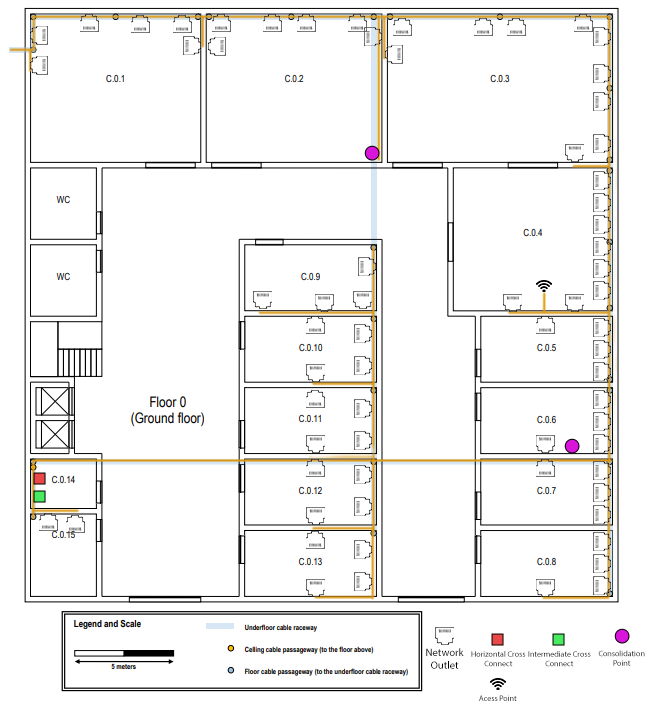 C.0.1
C.0.2
C.0.3
WC
C.0.4
WC
C.0.9
C.0.10
C.0.5
Floor 0
(Ground floor)
C.0.11
C.0.6
C.0.14
C.0.12
C.0.7
C.0.15
C.0.13
C.0.8
Legend and Scale
5 meters
Underfloor cable raceway
Celling cable passageway (to the floor above)
Floor cable passageway (to the underfloor cable raceway)
Network
Outlet
Horizontal Cross
Connect
Intermediate Cross
Connect
Consolidation
Point
Acess Point